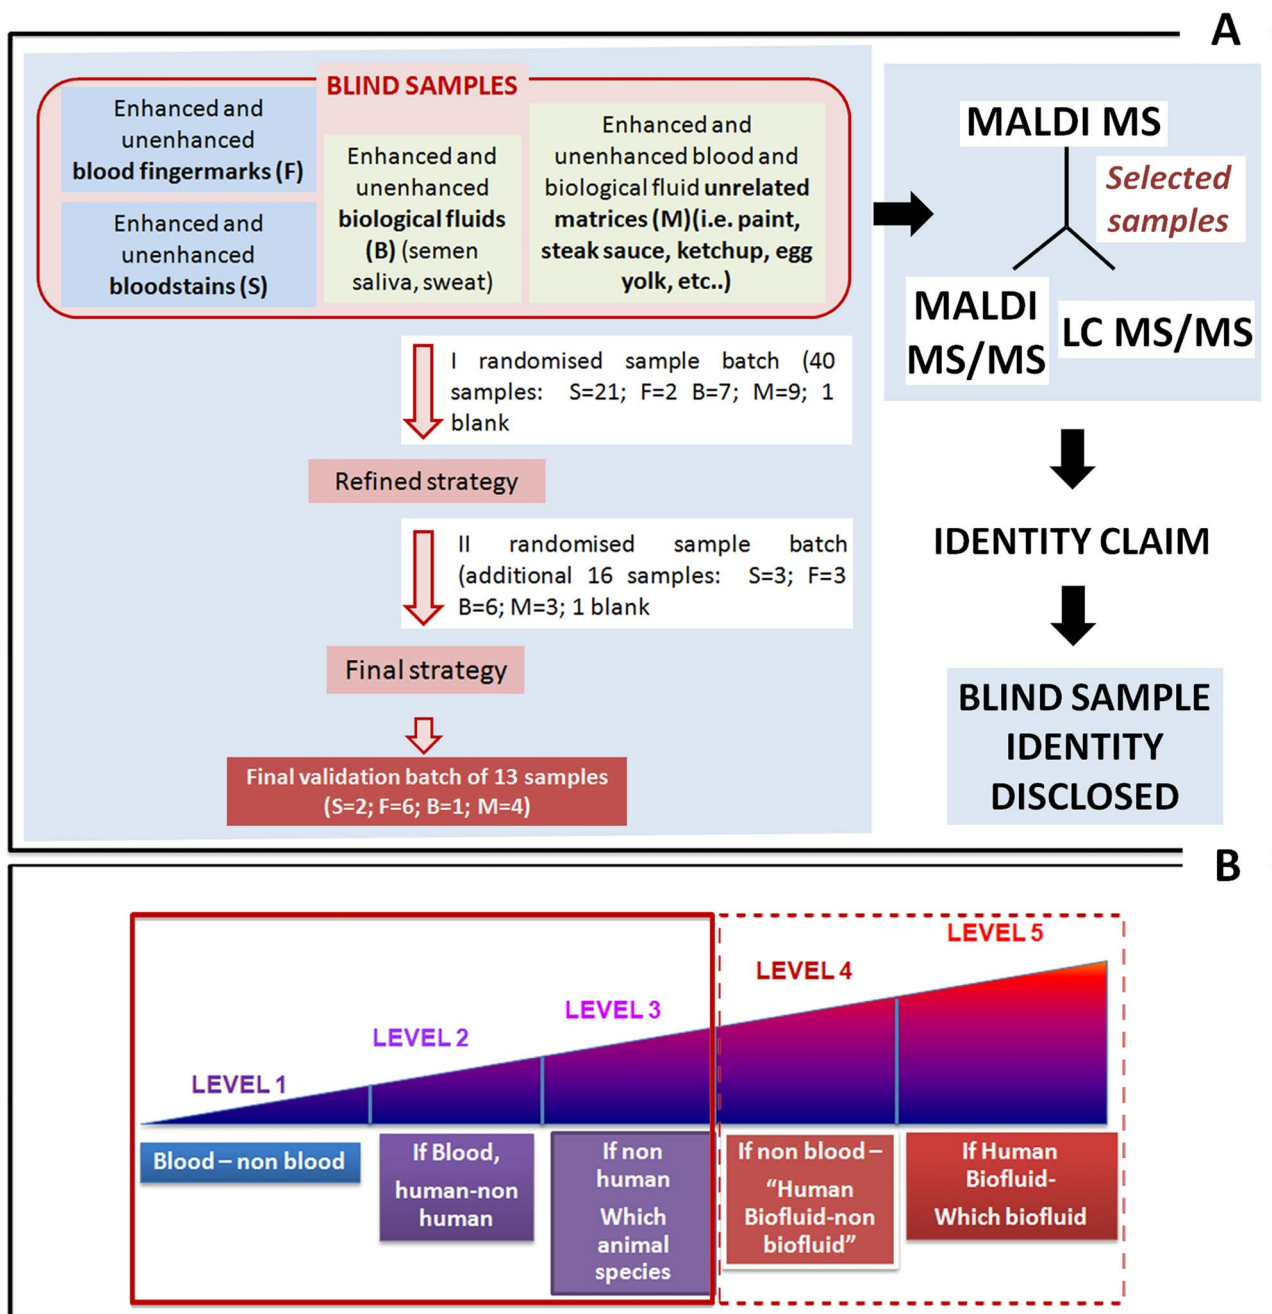 A
BLIND SAMPLES
Enhanced and
unenhanced
blood fingermarks (F)
Enhanced and
unenhanced
bloodstains (S)
Enhanced and
unenhanced
biological fluids
(B) (semen
saliva, sweat)
Enhanced and
unenhanced blood and
biological fluid unrelated
matrices (M)(i.e. paint,
steak sauce, ketchup, egg
yolk, etc..)
I randomised sample batch (40
samples: S=21; F=2 B=7; M=9; 1
blank
Refined strategy
II randomised sample batch
(additional 16 samples: S=3; F=3
B=6; M=3; 1 blank
Final strategy
Final validation batch of 13 samples
(S=2; F=6; B=1; M=4)
MALDI MS
Selected
samples
MALDI
MS/MS
LC MS/MS
IDENTITY CLAIM
BLIND SAMPLE
IDENTITY
DISCLOSED
B
LEVEL 1
LEVEL 2
LEVEL 3
LEVEL 4
LEVEL 5
Blood – non blood
If Blood,
human-non
human
If non
human
Which
animal
species
If non blood –
“Human
Biofluid-non
biofluid”
If Human
Biofluid-
Which biofluid